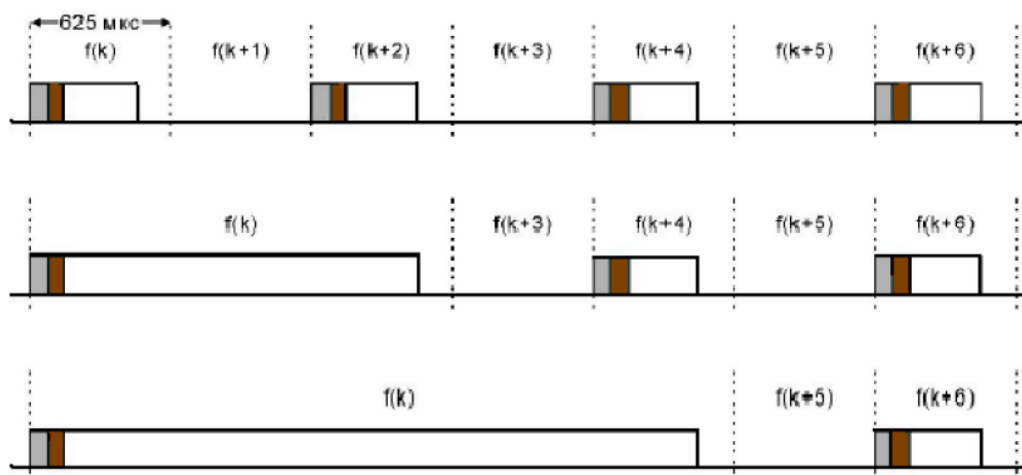 625 мкс
f(k) f(k+1) f(k+2) f(k+3) f(k+4) f(k+5) f(k+6)
f(k) f(k+3) f(k+4) f(k+5) f(k+6)
f(k) f(k+5) f(k+6)